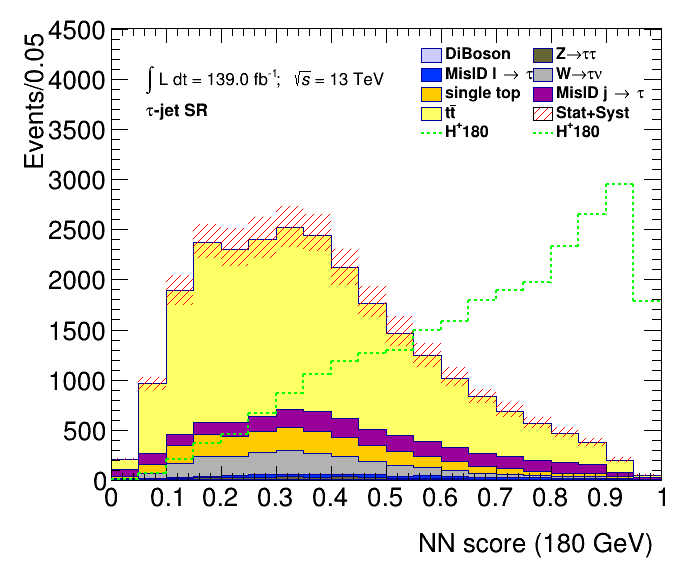 4500
4000
3500
3000
2500
2000
1500
1000
500
0
Events/0.05
∫ L dt = 139.0 fb⁻¹; √s = 13 TeV
τ-jet SR
DiBoson
Z→ττ
MisID l → τ
W→τν
single top
MisID j → τ
tt̄
Stat+Syst
H⁺180
H⁺180
0 0.1 0.2 0.3 0.4 0.5 0.6 0.7 0.8 0.9 1
NN score (180 GeV)